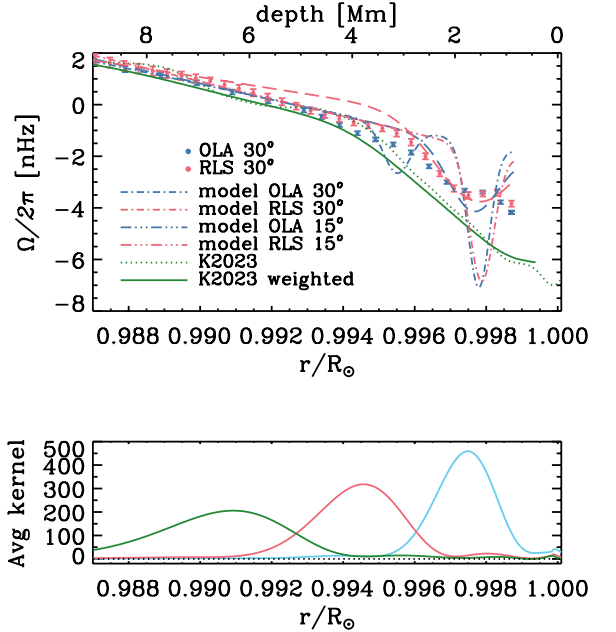 depth [Mm]
8 6 4 2 0
2
0
-2
-4
-6
-8
Ω/2π [nHz]
OLA 30°
RLS 30°
model OLA 30°
model RLS 30°
model OLA 15°
model RLS 15°
K2023
K2023 weighted
0.988 0.990 0.992 0.994 0.996 0.998 1.000
r/R⊙
500
400
300
200
100
0
Avg kernel
0.988 0.990 0.992 0.994 0.996 0.998 1.000
r/R⊙